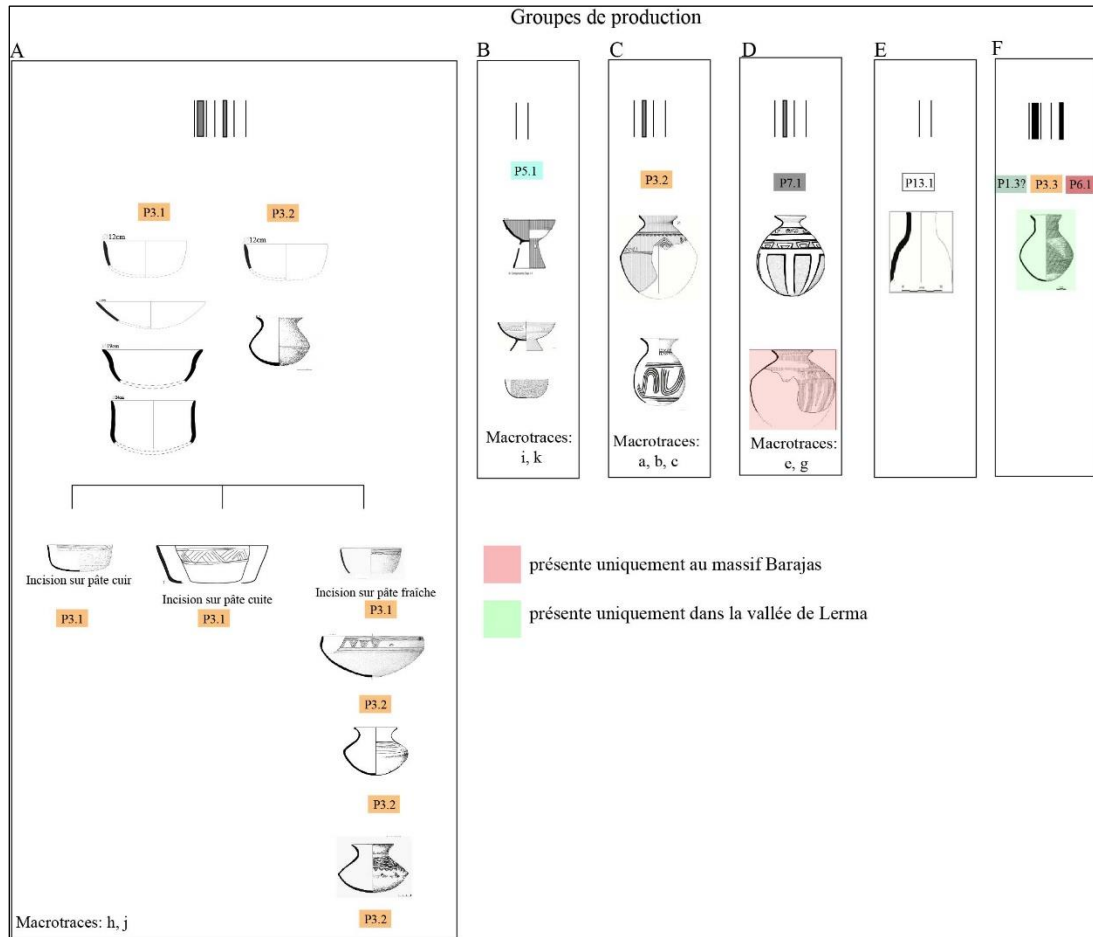 Groupes de production
A
P3.1
P3.2
12cm
12cm
Incision sur pâte cuir
P3.1
Incision sur pâte cuite
P3.1
Incision sur pâte fraîche
P3.1
P3.2
P3.2
P3.2
Macrotraces: h, j
B
P5.1
Macrotraces:
i, k
C
P3.2
Macrotraces:
a, b, c
D
P7.1
Macrotraces:
e, g
E
P13.1
F
P1.3?
P3.3
P6.1
présente uniquement au massif Barajas
présente uniquement dans la vallée de Lerma